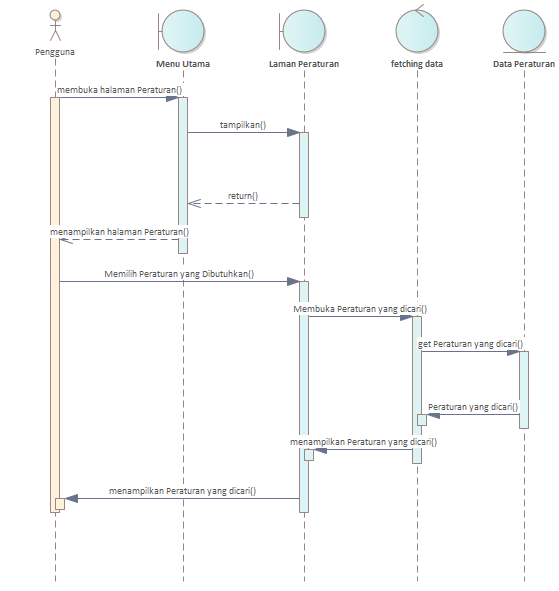 Pengguna
Menu Utama
Laman Peraturan
fetching data
Data Peraturan
membuka halaman Peraturan()
tampilkan()
return()
menampilkan halaman Peraturan()
Memilih Peraturan yang Dibutuhkan()
Membuka Peraturan yang dicari()
get Peraturan yang dicari()
Peraturan yang dicari()
menampilkan Peraturan yang dicari()
menampilkan Peraturan yang dicari()